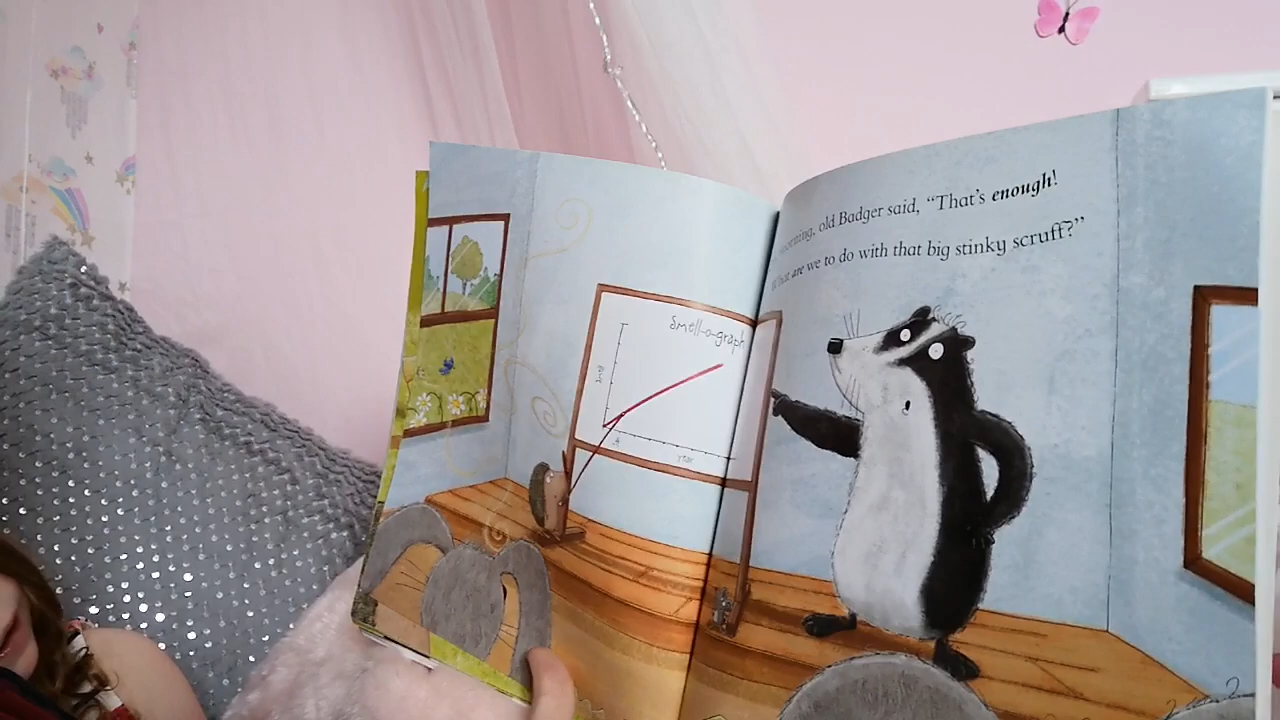 Smell-o-graph
morning, old Badger said, “That’s enough!
What are we to do with that big stinky scruff?”